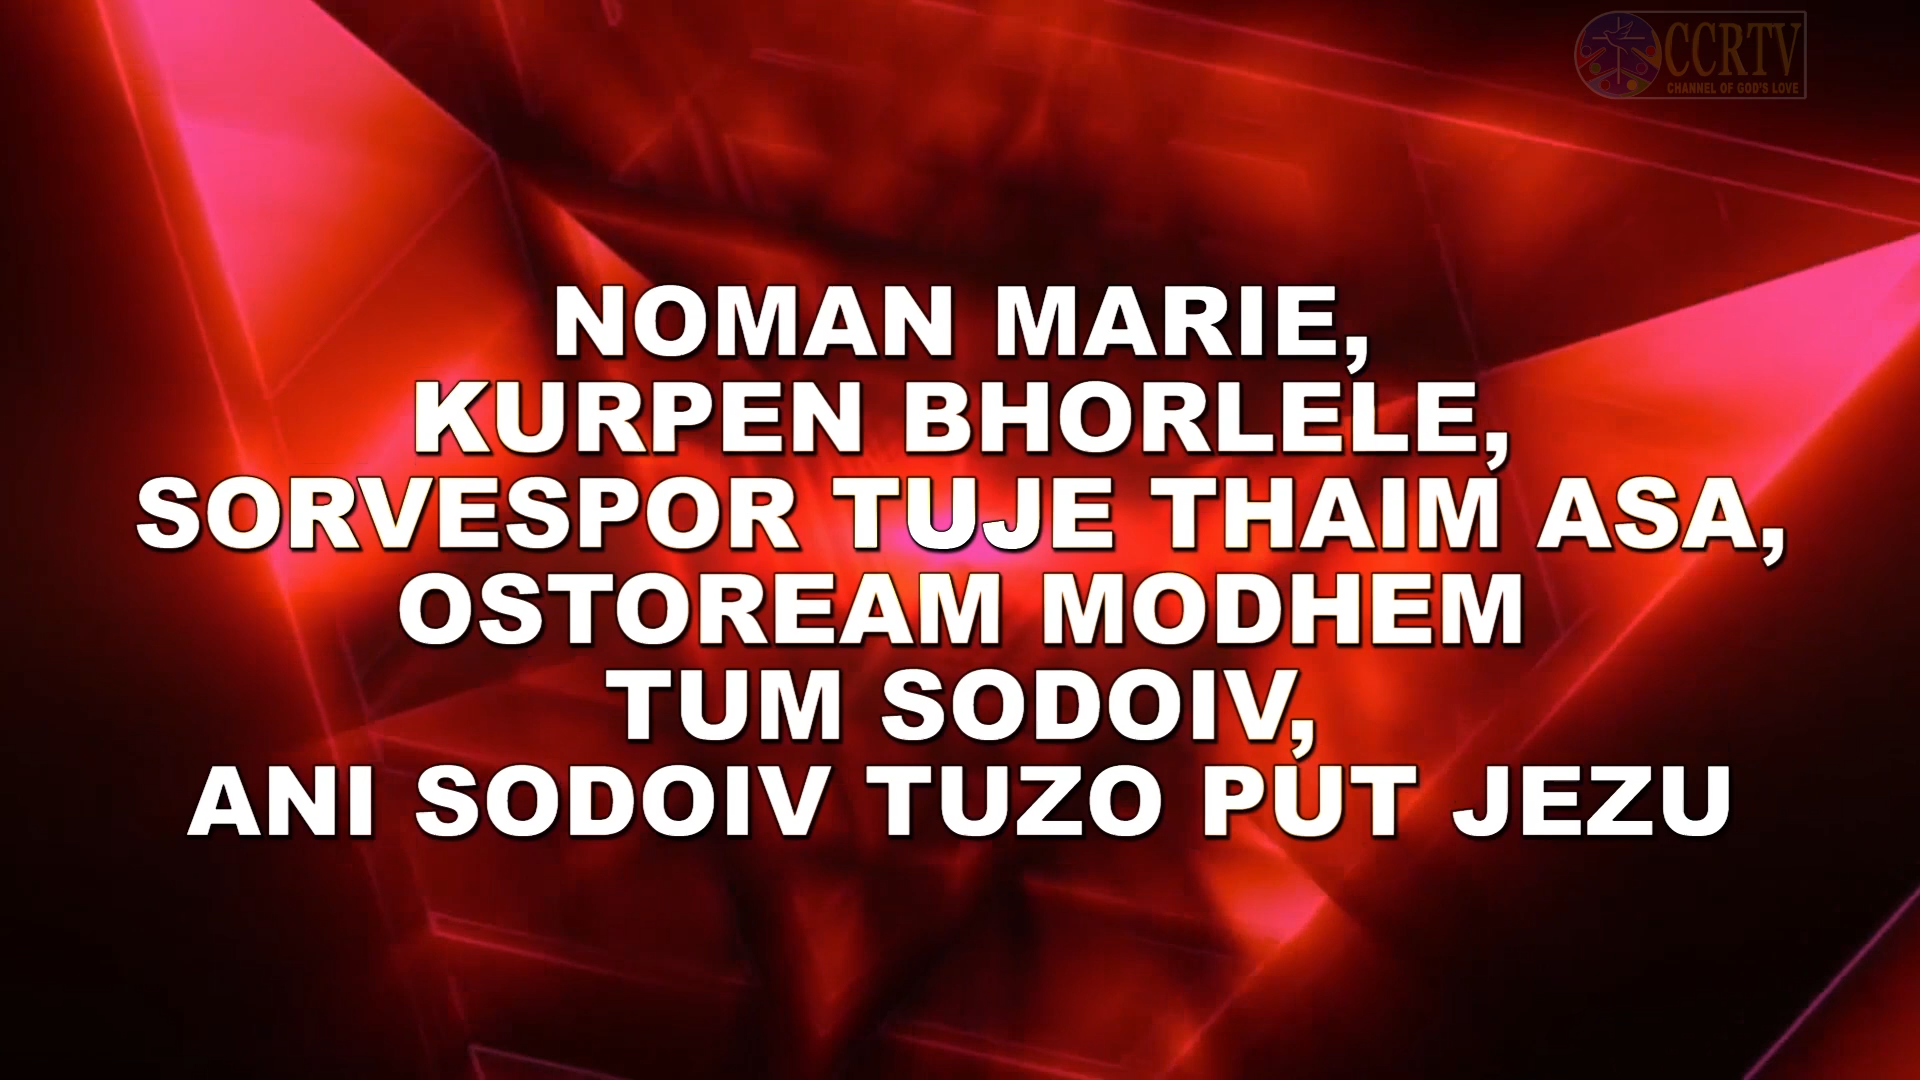 CCRTV
CHANNEL OF GOD'S LOVE
NOMAN MARIE,
KURPEN BHORLELE,
SORVESPOR TUJE THAIM ASA,
OSTOREAM MODHEM
TUM SODOIV,
ANI SODOIV TUZO PUT JEZU